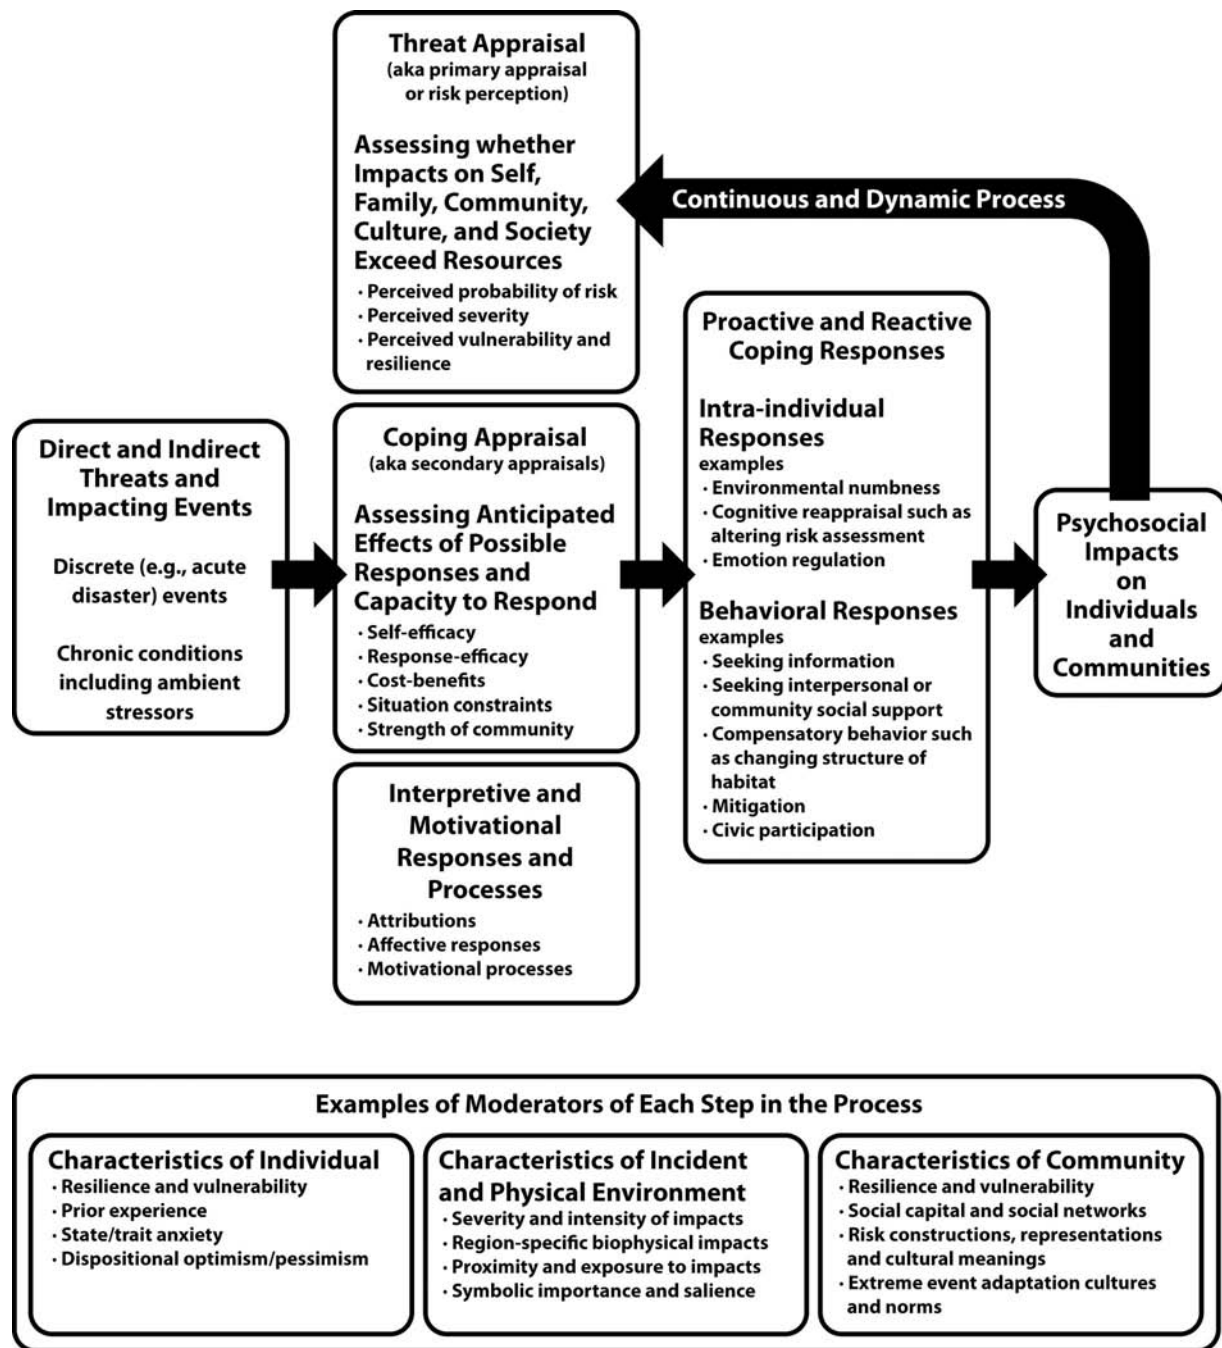 Threat Appraisal
(aka primary appraisal
or risk perception)
Assessing whether
Impacts on Self,
Family, Community,
Culture, and Society
Exceed Resources
· Perceived probability of risk
· Perceived severity
· Perceived vulnerability and
resilience
Continuous and Dynamic Process
Direct and Indirect
Threats and
Impacting Events
Discrete (e.g., acute
disaster) events
Chronic conditions
including ambient
stressors
Coping Appraisal
(aka secondary appraisals)
Assessing Anticipated
Effects of Possible
Responses and
Capacity to Respond
· Self-efficacy
· Response-efficacy
· Cost-benefits
· Situation constraints
· Strength of community
Interpretive and
Motivational
Responses and
Processes
· Attributions
· Affective responses
· Motivational processes
Proactive and Reactive
Coping Responses
Intra-individual
Responses
examples
· Environmental numbness
· Cognitive reappraisal such as
altering risk assessment
· Emotion regulation
Behavioral Responses
examples
· Seeking information
· Seeking interpersonal or
community social support
· Compensatory behavior such
as changing structure of
habitat
· Mitigation
· Civic participation
Psychosocial
Impacts
on
Individuals
and
Communities
Examples of Moderators of Each Step in the Process
Characteristics of Individual
· Resilience and vulnerability
· Prior experience
· State/trait anxiety
· Dispositional optimism/pessimism
Characteristics of Incident
and Physical Environment
· Severity and intensity of impacts
· Region-specific biophysical impacts
· Proximity and exposure to impacts
· Symbolic importance and salience
Characteristics of Community
· Resilience and vulnerability
· Social capital and social networks
· Risk constructions, representations
and cultural meanings
· Extreme event adaptation cultures
and norms